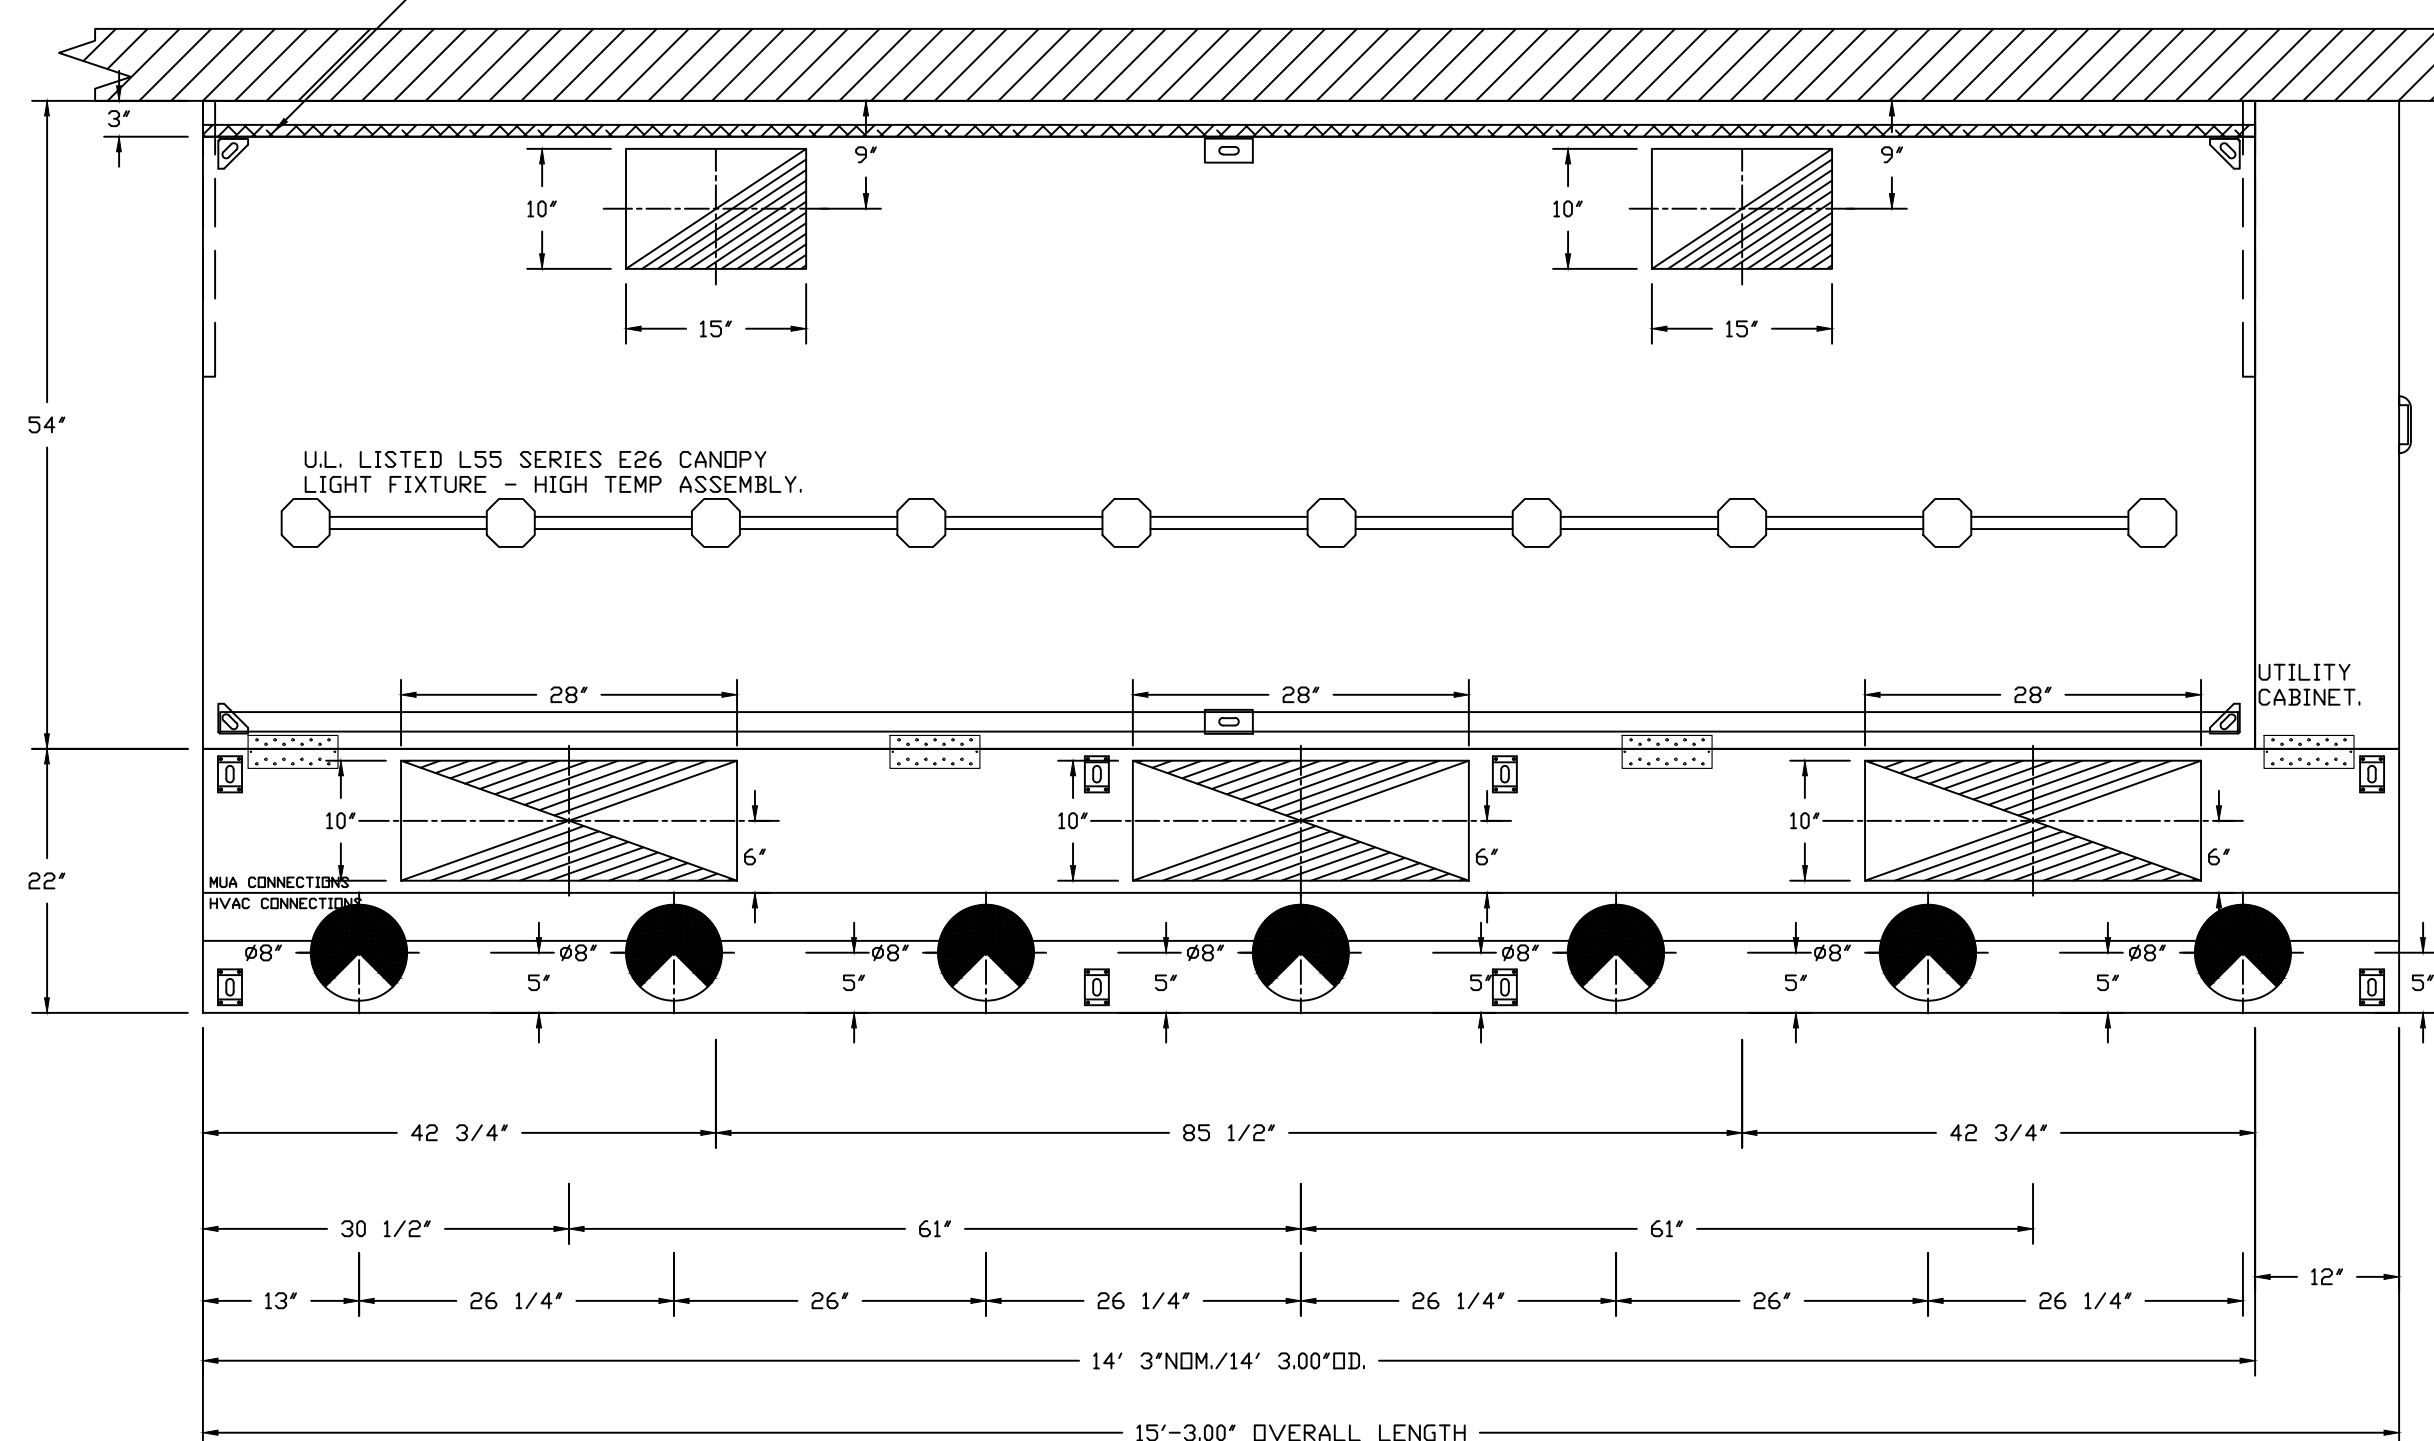 3"
9"
9"
10"
10"
15"
15"
54"
U.L. LISTED L55 SERIES E26 CANOPY
LIGHT FIXTURE - HIGH TEMP ASSEMBLY.
UTILITY
CABINET.
28"
28"
28"
10"
10"
10"
6"
6"
6"
22"
MUA CONNECTIONS
HVAC CONNECTIONS
ø8"
ø8"
ø8"
ø8"
ø8"
ø8"
ø8"
5"
5"
5"
5"
5"
5"
5"
42 3/4"
85 1/2"
42 3/4"
30 1/2"
61"
61"
12"
13"
26 1/4"
26"
26 1/4"
26 1/4"
26"
26 1/4"
14' 3"NOM./14' 3.00"OD.
15'-3.00" OVERALL LENGTH